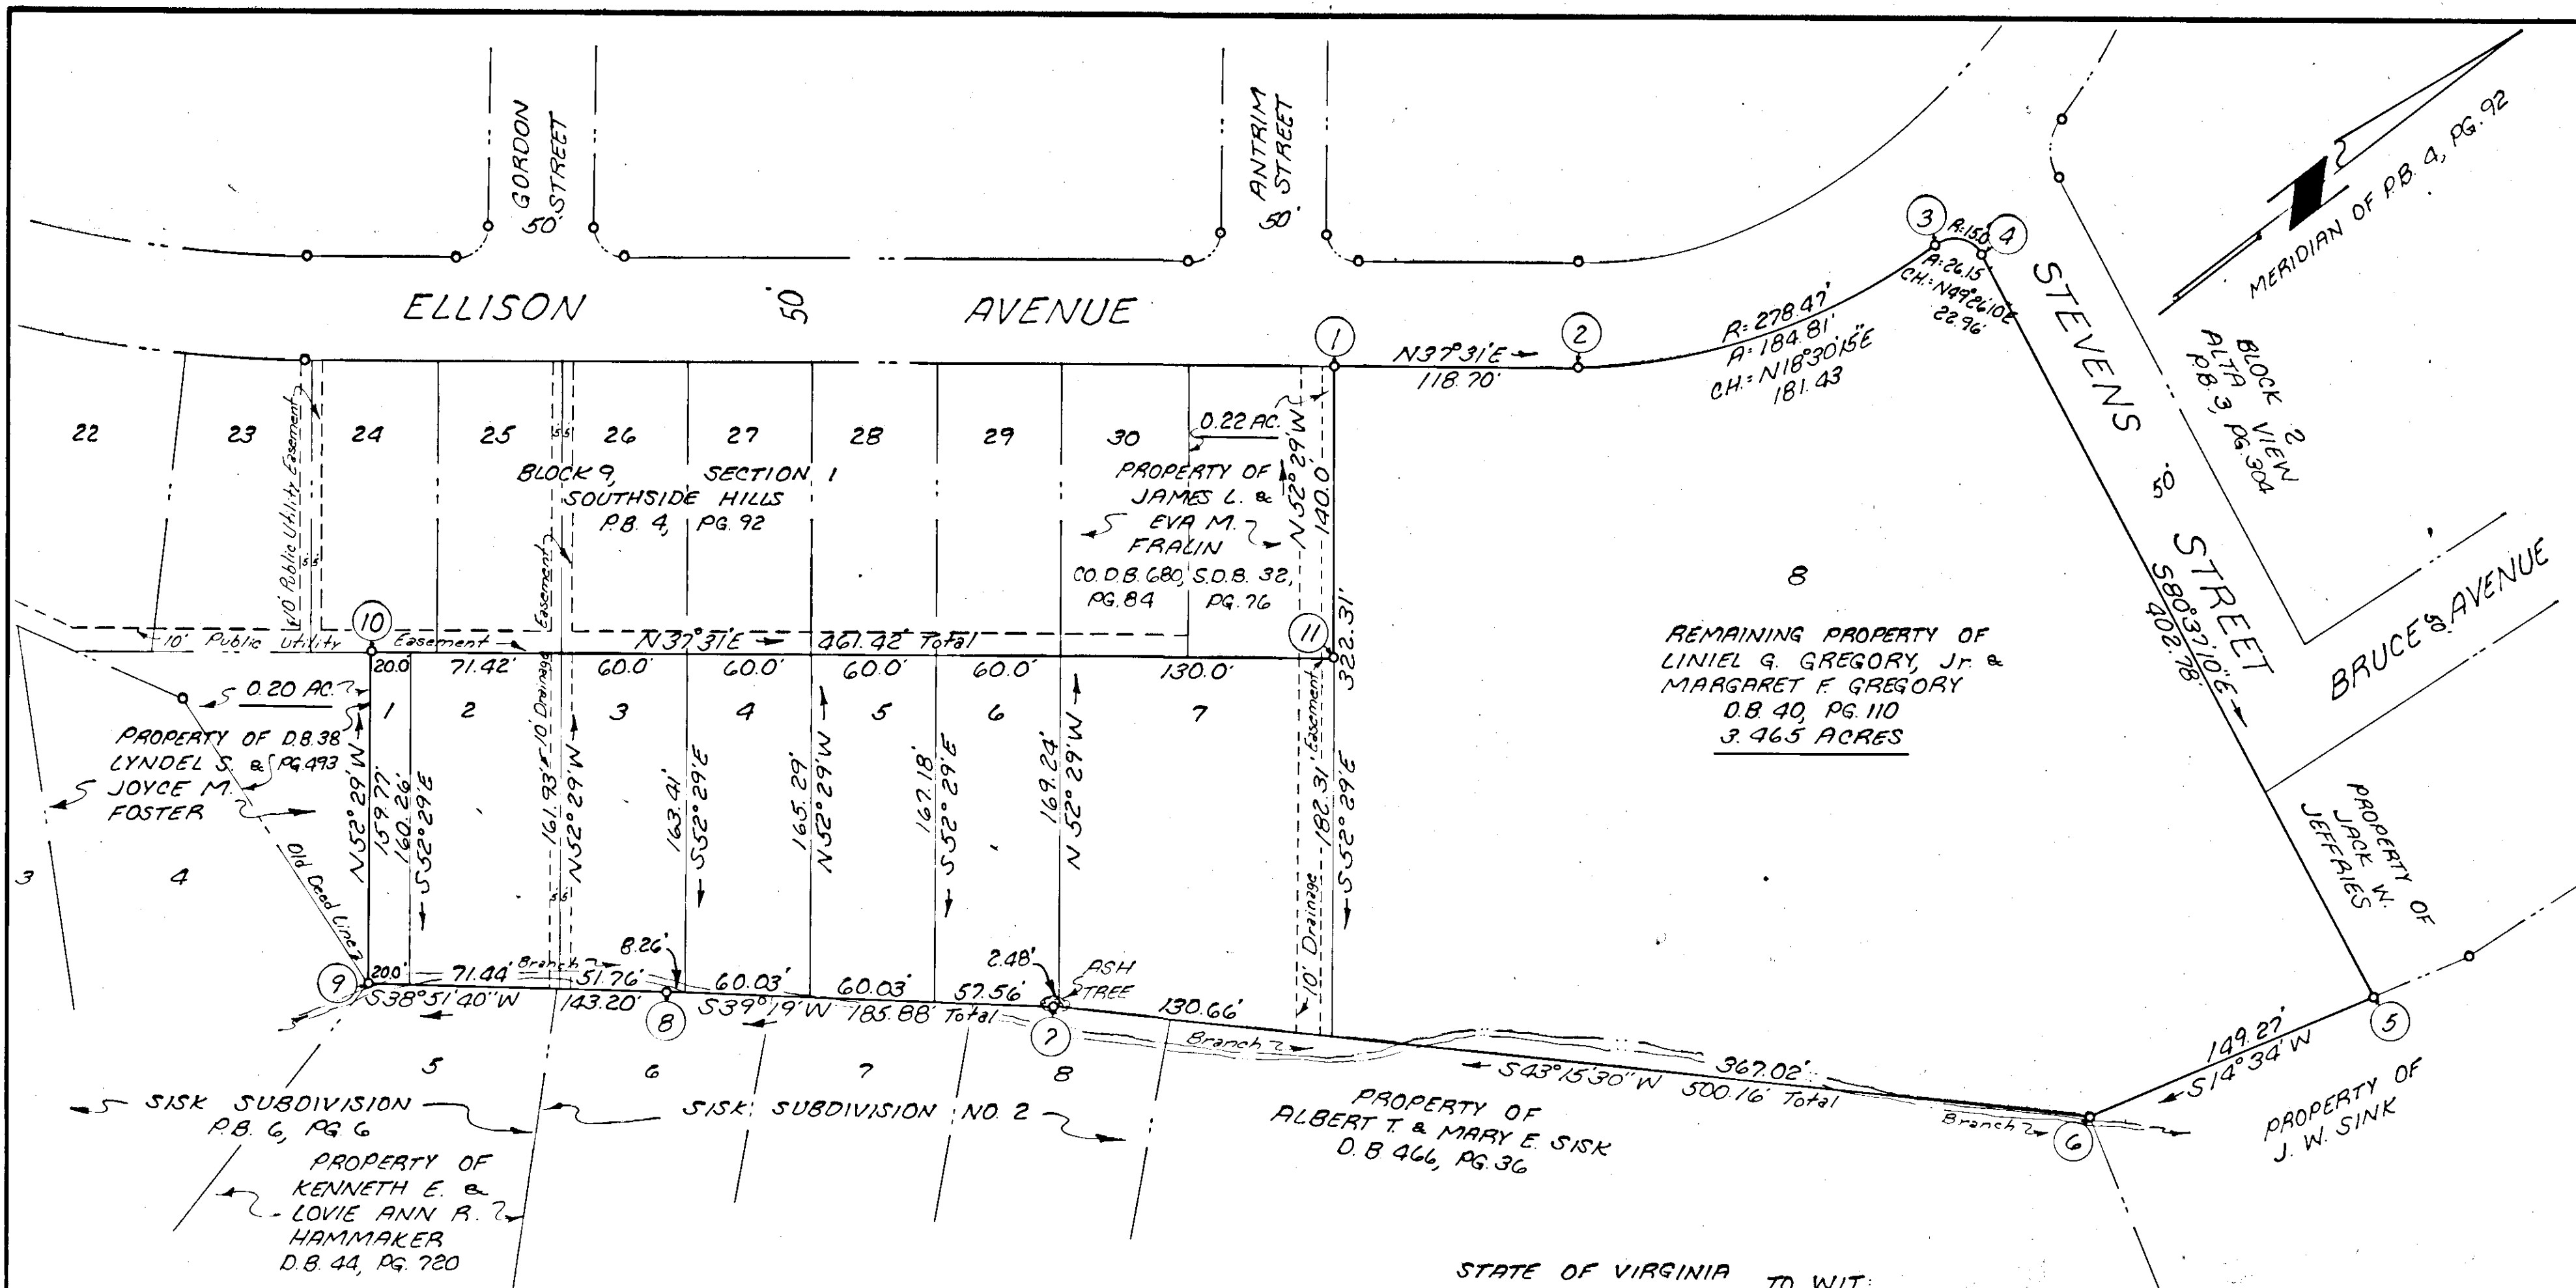 GORDON
STREET
50'
ANTRIM
STREET
50'
ELLISON 50' AVENUE
STEVENS 50' STREET
BRUCE AVENUE
50'
MERIDIAN OF P.B. 4, PG. 92
N
BLOCK 2
ALTA VIEW
P.B. 3, PG. 304
1
2
3
4
R=15.0
A=26.15
CH.=N49°26'10"E
22.96'
N37°31'E
118.70'
R=278.47'
A=184.81'
CH.=N18°30'15"E
181.43
22
23
24
25
26
27
28
29
30
0.22 AC.
10' Public Utility Easement
5 5
5 5
BLOCK 9, SECTION 1
SOUTHSIDE HILLS
P.B. 4, PG. 92
PROPERTY OF
JAMES L. &
EVA M.
FRALIN
CO. D.B. 680, S.D.B. 32,
PG. 84 PG. 76
N52°29'W
140.0'
322.31'
Easement
10' Drainage
10
11
10' Public Utility Easement
N37°31'E 461.42' Total
20.0' 71.42' 60.0' 60.0' 60.0' 60.0' 130.0'
0.20 AC.
1
2
3
4
5
6
7
8
PROPERTY OF D.B. 38
LYNDEL S. & PG. 493
JOYCE M.
FOSTER
N52°29'W
159.77'
160.26'
S52°29'E
161.93'
N52°29'W
163.41'
S52°29'E
165.29'
N52°29'W
167.18'
S52°29'E
169.24'
N52°29'W
10' Drainage Easement
182.31'
S52°29'E
5 5
REMAINING PROPERTY OF
LINIEL G. GREGORY, Jr. &
MARGARET F. GREGORY
D.B. 40, PG. 110
3.465 ACRES
S80°37'10"E
402.78'
PROPERTY OF
JACK W.
JEFFRIES
3
4
Old Deed Line
9
20.0' 71.44' Branch 51.76' 8.26' 60.03' 60.03' 57.56' 2.48'
ASH
TREE
130.66'
S38°51'40"W 143.20'
8
S39°19'W 185.88' Total
7
Branch
367.02'
S43°15'30"W 500.16' Total
Branch
6
5
149.27'
S14°34'W
PROPERTY OF
J. W. SINK
5
6
7
8
SISK SUBDIVISION
P.B. 6, PG. 6
SISK SUBDIVISION NO. 2
PROPERTY OF
ALBERT T. & MARY E. SISK
D.B. 466, PG. 36
PROPERTY OF
KENNETH E. &
LOVIE ANN R.
HAMMAKER
D.B. 44, PG. 720
STATE OF VIRGINIA TO WIT: